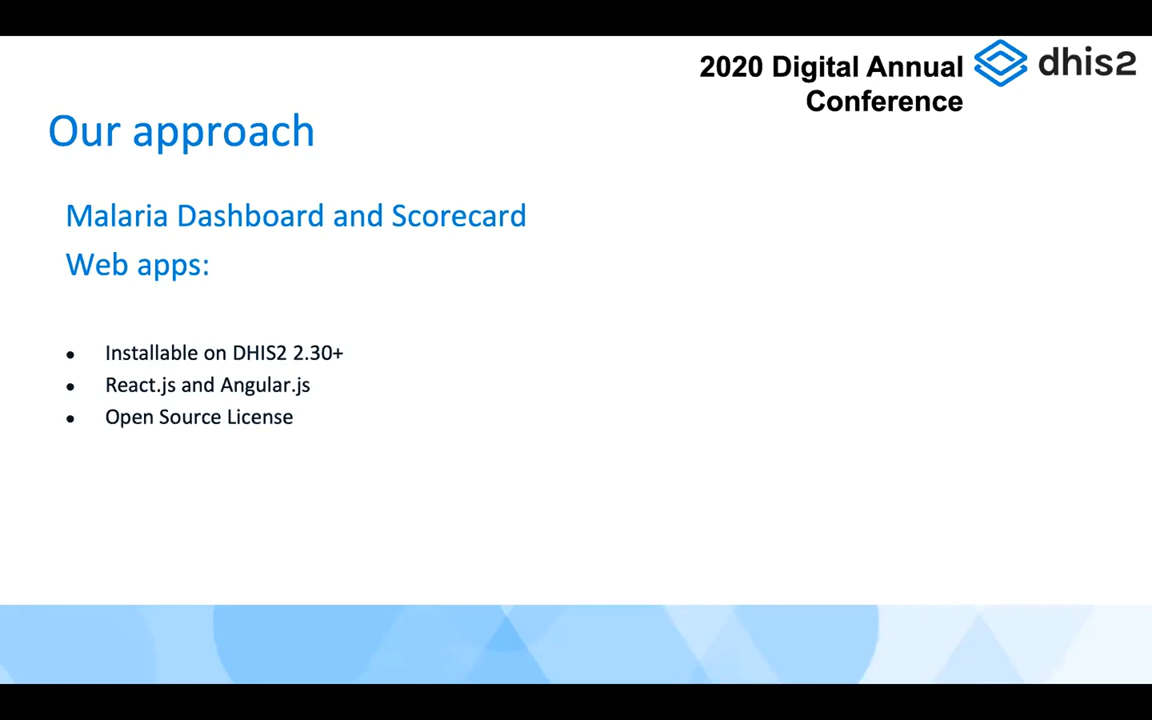 2020 Digital Annual
Conference
dhis2
Our approach
Malaria Dashboard and Scorecard
Web apps:
• Installable on DHIS2 2.30+
• React.js and Angular.js
• Open Source License